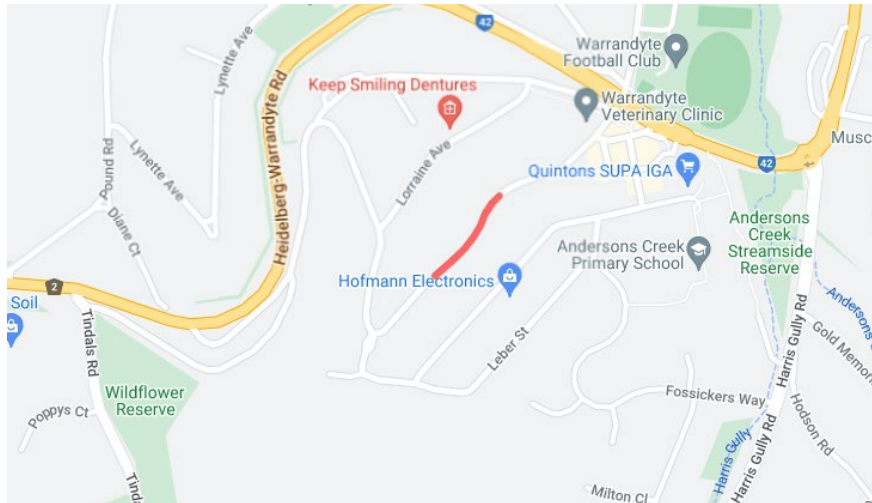 42
Lynette Ave
Warrandyte
Football Club
Keep Smiling Dentures
Warrandyte
Veterinary Clinic
Heidelberg-Warrandyte Rd
Pound Rd
Lynette Ave
Lorraine Ave
Musc
42
Quintons SUPA IGA
Diane Ct
Andersons
Creek
Streamside
Reserve
Andersons Creek
Primary School
Hofmann Electronics
2
Soil
Andersons
Harris Gully Rd
Tindals Rd
Leber St
Gold Memor
Wildflower
Reserve
Fossickers Way
Poppys Ct
Hodson Rd
Harris Gully
Harris Gully Rd
Tinda
Milton Cl